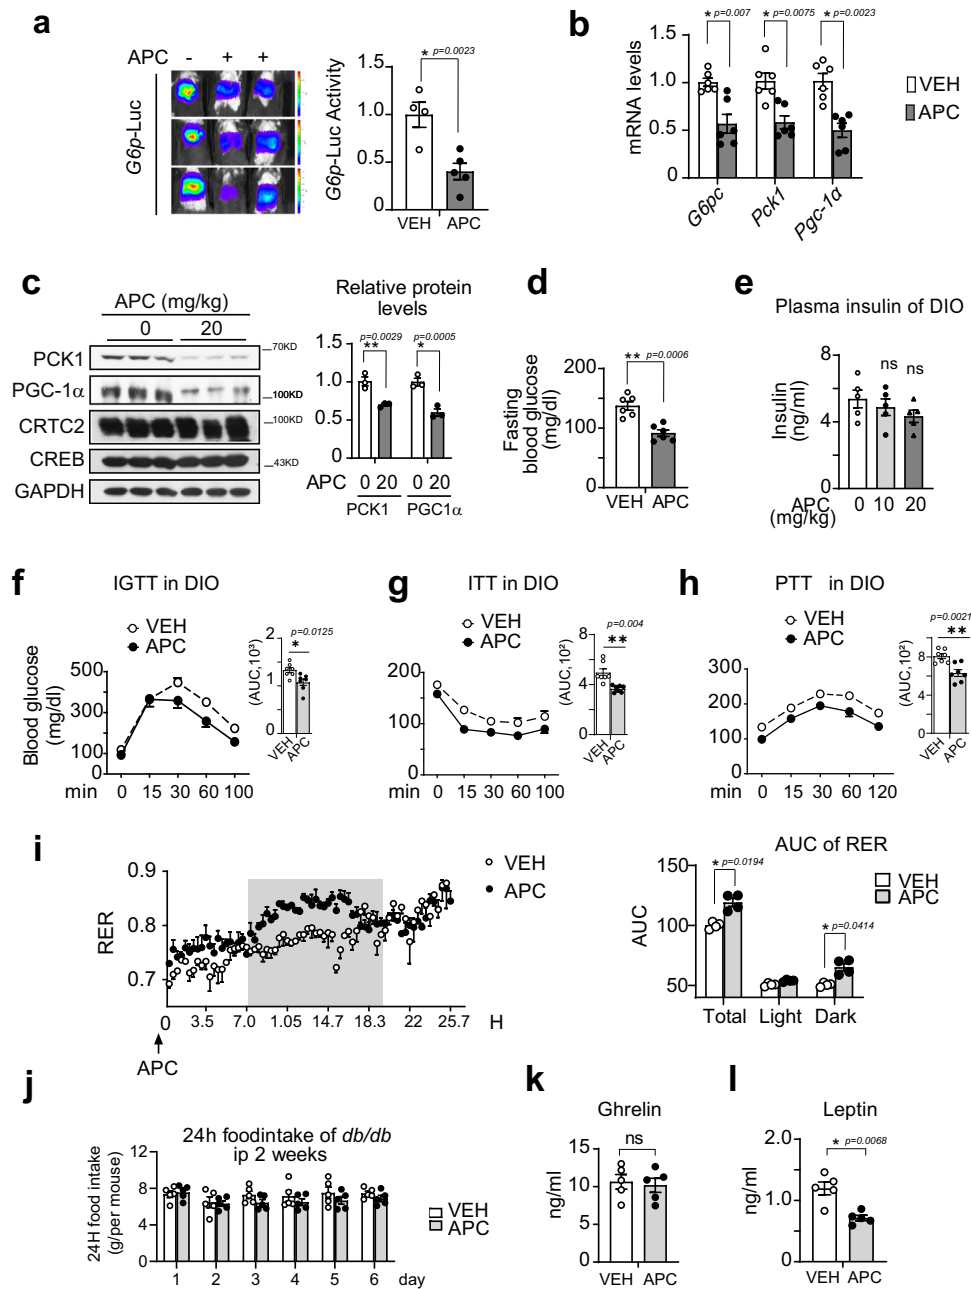 a
APC - + +
G6p-Luc
G6p-Luc Activity
1.5
1.0
0.5
0
* p=0.0023
VEH APC
b
mRNA levels
1.5
1.0
0.5
0
* p=0.007 * p=0.0075 * p=0.0023
VEH
APC
G6pc Pck1 Pgc-1α
c
APC (mg/kg)
0 20
PCK1
PGC-1α
CRTC2
CREB
GAPDH
70KD
100KD
100KD
43KD
Relative protein
levels
p=0.0029 p=0.0005
** *
1.5
1.0
0.5
0
APC 0 20 0 20
PCK1 PGC1α
d
Fasting
blood glucose
(mg/dl)
200
100
0
** p=0.0006
VEH APC
e
Plasma insulin of DIO
Insulin
(ng/ml)
8
4
0
ns ns
APC
(mg/kg)
0 10 20
f
IGTT in DIO
VEH
APC
Blood glucose
(mg/dl)
500
300
100
0
min 0 15 30 60 100
p=0.0125
*
(AUC, 10³)
2
1
0
VEH APC
g
ITT in DIO
VEH
APC
200
100
0
min 0 15 30 60 100
p=0.004
**
(AUC, 10²)
8
6
4
2
0
VEH APC
h
PTT in DIO
VEH
APC
300
200
100
0
min 0 15 30 60 120
p=0.0021
**
(AUC, 10²)
12
8
4
0
VEH APC
i
RER
0.9
0.8
0.7
VEH
APC
0 3.5 7.0 1.05 14.7 18.3 22 25.7 H
APC
AUC of RER
AUC
150
100
50
* p=0.0194
* p=0.0414
VEH
APC
Total Light Dark
j
24h foodintake of db/db
ip 2 weeks
24H food intake
(g/per mouse)
12
8
4
0
VEH
APC
1 2 3 4 5 6 day
k
Ghrelin
ng/ml
15
10
5
0
ns
VEH APC
l
Leptin
ng/ml
2.0
1.0
0
* p=0.0068
VEH APC